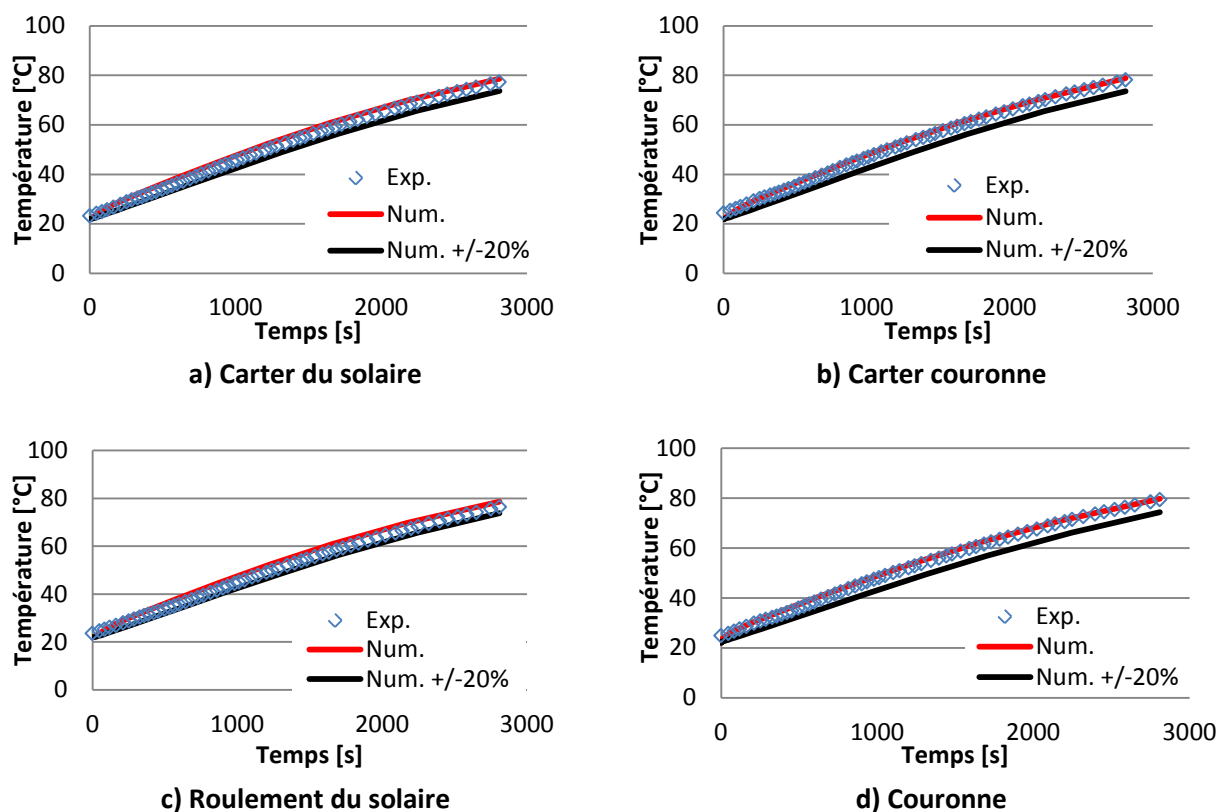 Température [°C]
100
80
60
40
20
0
Exp.
Num.
Num. +/-20%
0 1000 2000 3000
Temps [s]
a) Carter du solaire
Température [°C]
100
80
60
40
20
0
Exp.
Num.
Num. +/-20%
0 1000 2000 3000
Temps [s]
b) Carter couronne
Température [°C]
100
80
60
40
20
0
Exp.
Num.
Num. +/-20%
0 1000 2000 3000
Temps [s]
c) Roulement du solaire
Température [°C]
100
80
60
40
20
0
Exp.
Num.
Num. +/-20%
0 1000 2000 3000
Temps [s]
d) Couronne